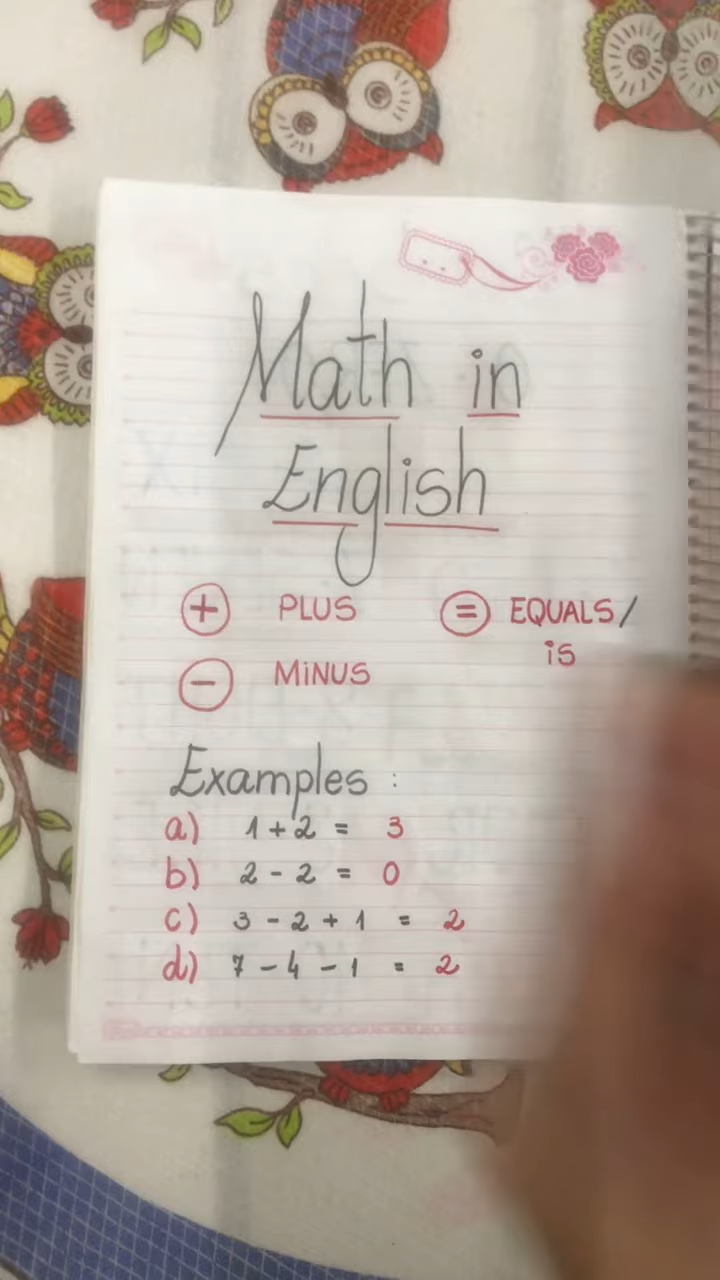 Math in
English
+ PLUS = EQUALS/
is
- MINUS
Examples :
a) 1 + 2 = 3
b) 2 - 2 = 0
c) 3 - 2 + 1 = 2
d) 7 - 4 - 1 = 2